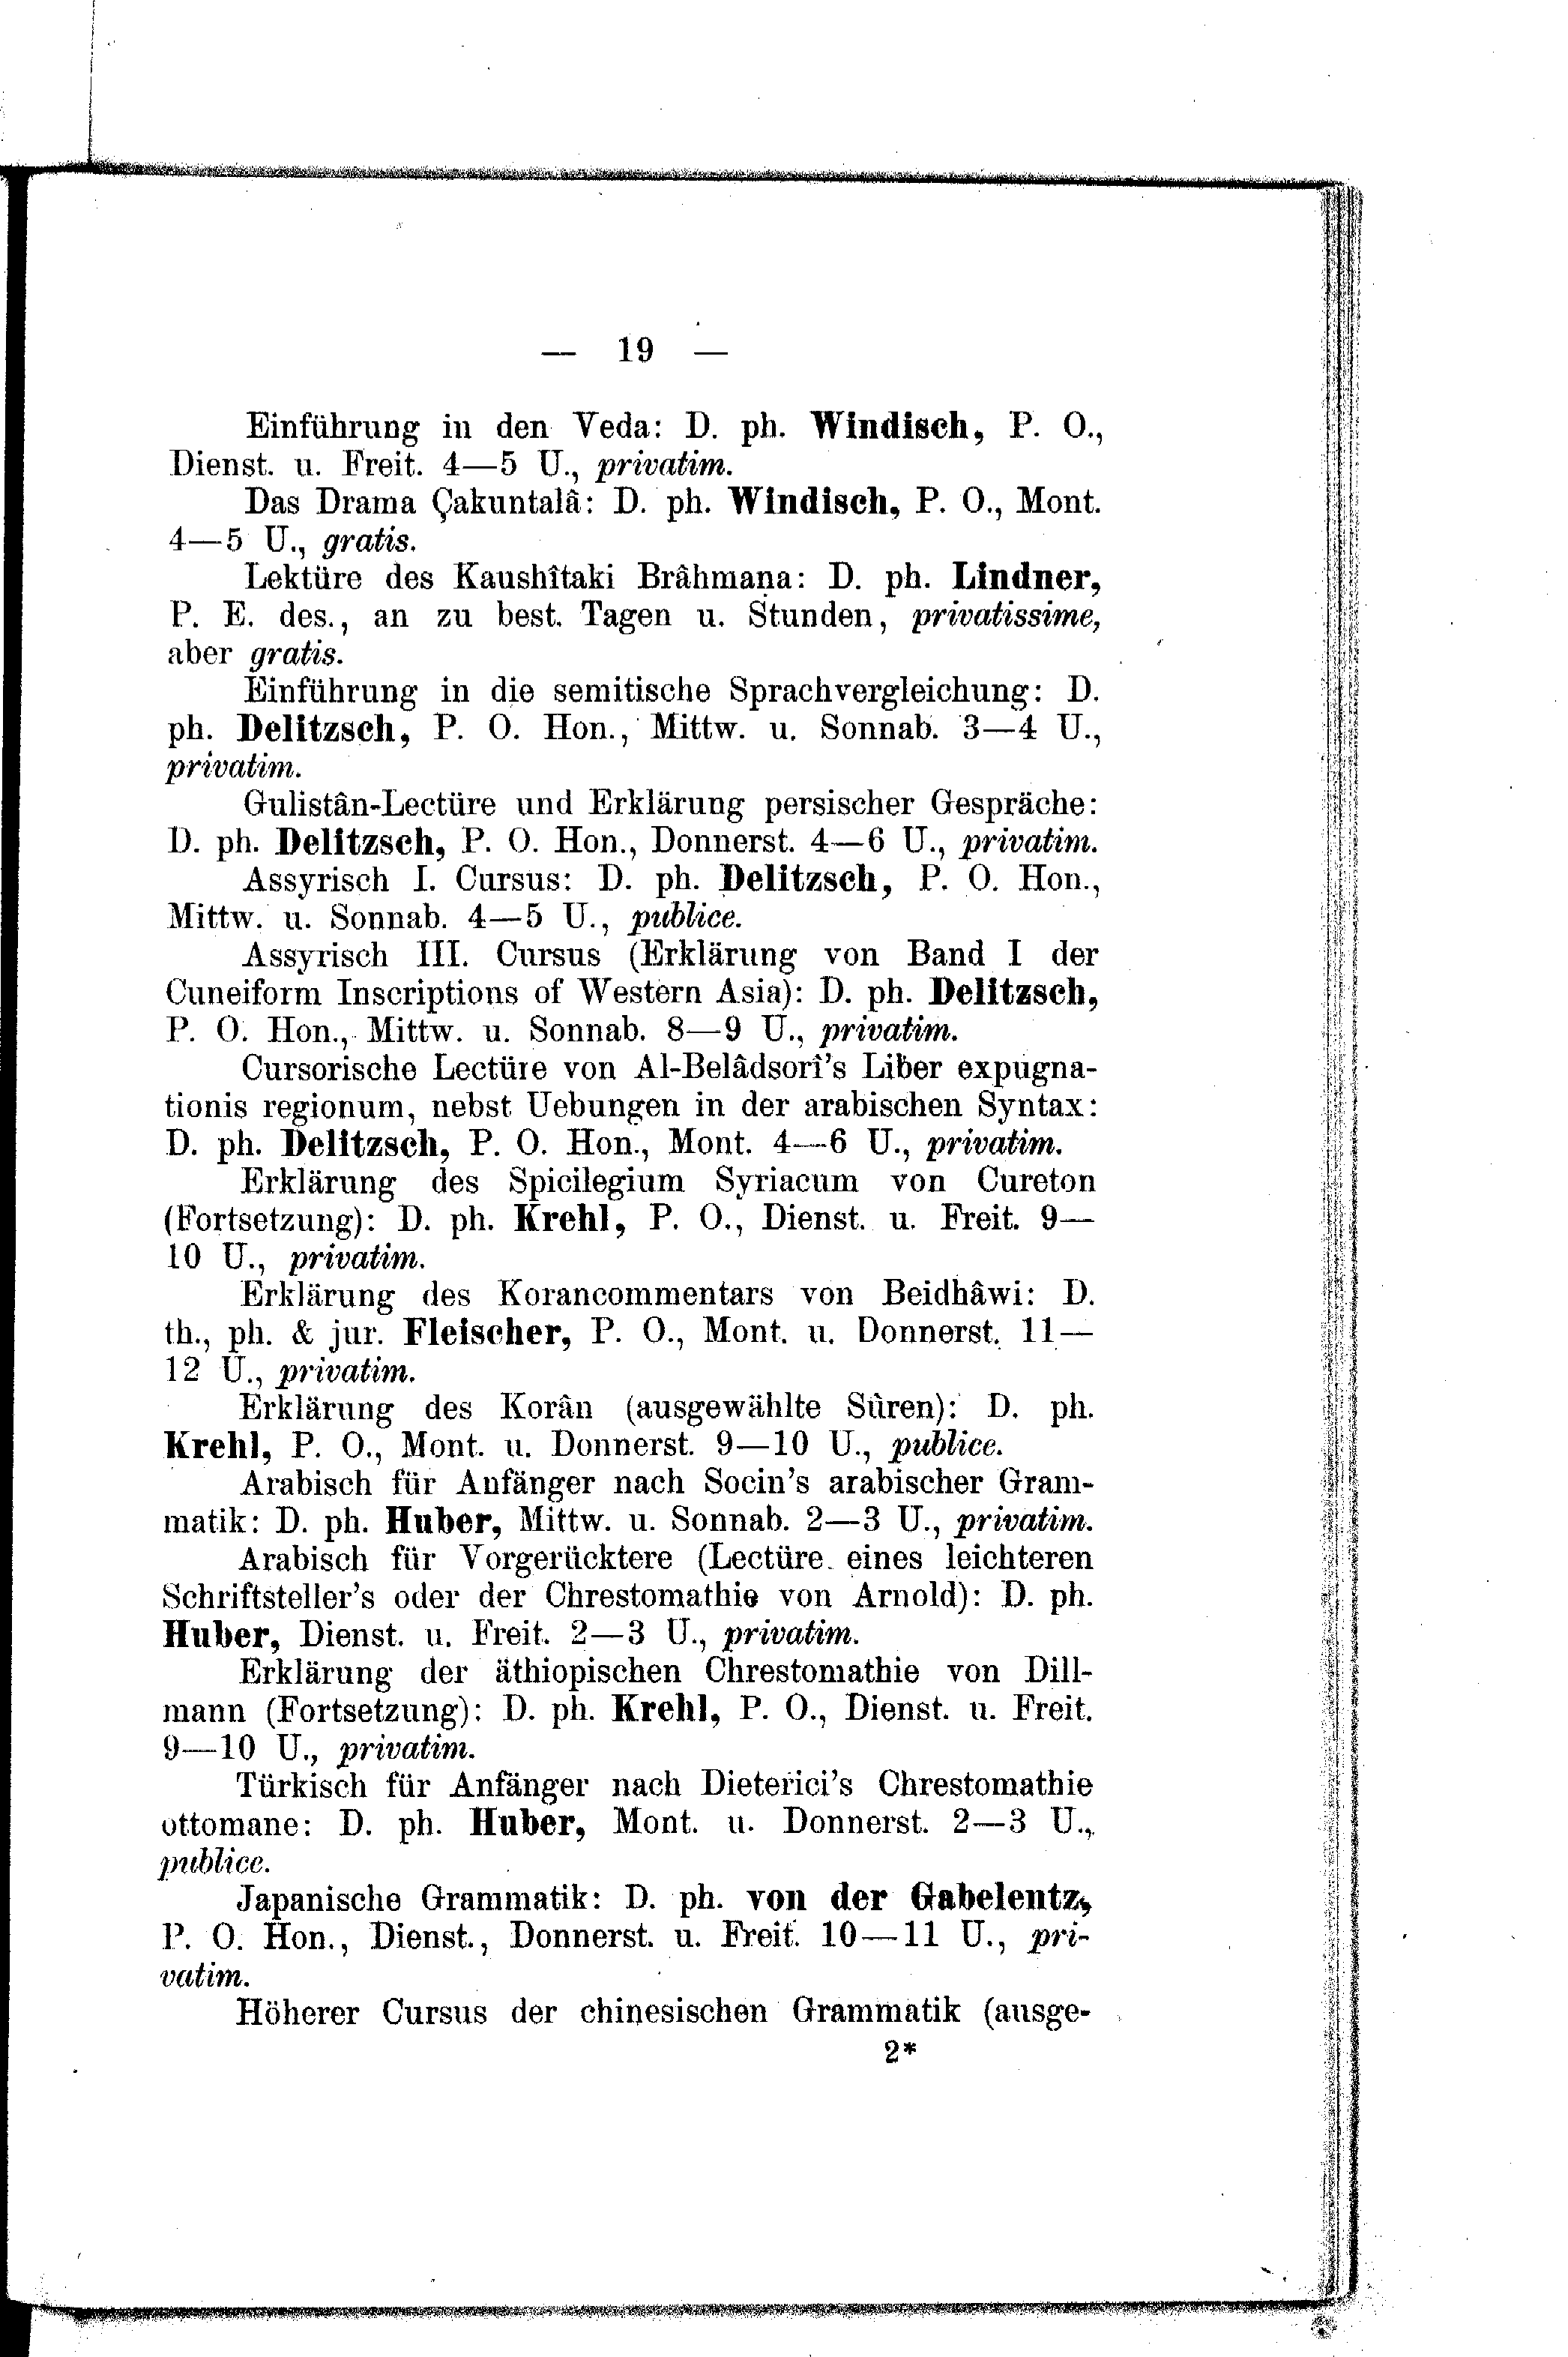 — 19 —
Einführung in den Veda: D. ph. Windisch, P. O.,
Dienst. u. Freit. 4—5 U., privatim.
Das Drama Çakuntalâ: D. ph. Windisch, P. O., Mont.
4—5 U., gratis.
Lektüre des Kaushîtaki Brâhmaṇa: D. ph. Lindner,
P. E. des., an zu best. Tagen u. Stunden, privatissime,
aber gratis.
Einführung in die semitische Sprachvergleichung: D.
ph. Delitzsch, P. O. Hon., Mittw. u. Sonnab. 3—4 U.,
privatim.
Gulistân-Lectüre und Erklärung persischer Gespräche:
D. ph. Delitzsch, P. O. Hon., Donnerst. 4—6 U., privatim.
Assyrisch I. Cursus: D. ph. Delitzsch, P. O. Hon.,
Mittw. u. Sonnab. 4—5 U., publice.
Assyrisch III. Cursus (Erklärung von Band I der
Cuneiform Inscriptions of Western Asia): D. ph. Delitzsch,
P. O. Hon., Mittw. u. Sonnab. 8—9 U., privatim.
Cursorische Lectüre von Al-Belâdsorî's Liber expugna-
tionis regionum, nebst Uebungen in der arabischen Syntax:
D. ph. Delitzsch, P. O. Hon., Mont. 4—6 U., privatim.
Erklärung des Spicilegium Syriacum von Cureton
(Fortsetzung): D. ph. Krehl, P. O., Dienst. u. Freit. 9—
10 U., privatim.
Erklärung des Korancommentars von Beidhâwi: D.
th., ph. & jur. Fleischer, P. O., Mont. u. Donnerst. 11—
12 U., privatim.
Erklärung des Korân (ausgewählte Sûren): D. ph.
Krehl, P. O., Mont. u. Donnerst. 9—10 U., publice.
Arabisch für Anfänger nach Socin's arabischer Gram-
matik: D. ph. Huber, Mittw. u. Sonnab. 2—3 U., privatim.
Arabisch für Vorgerücktere (Lectüre eines leichteren
Schriftsteller's oder der Chrestomathie von Arnold): D. ph.
Huber, Dienst. u. Freit. 2—3 U., privatim.
Erklärung der äthiopischen Chrestomathie von Dill-
mann (Fortsetzung): D. ph. Krehl, P. O., Dienst. u. Freit.
9—10 U., privatim.
Türkisch für Anfänger nach Dieterici's Chrestomathie
ottomane: D. ph. Huber, Mont. u. Donnerst. 2—3 U.,
publice.
Japanische Grammatik: D. ph. von der Gabelentz,
P. O. Hon., Dienst., Donnerst. u. Freit. 10—11 U., pri-
vatim.
Höherer Cursus der chinesischen Grammatik (ausge-
2*